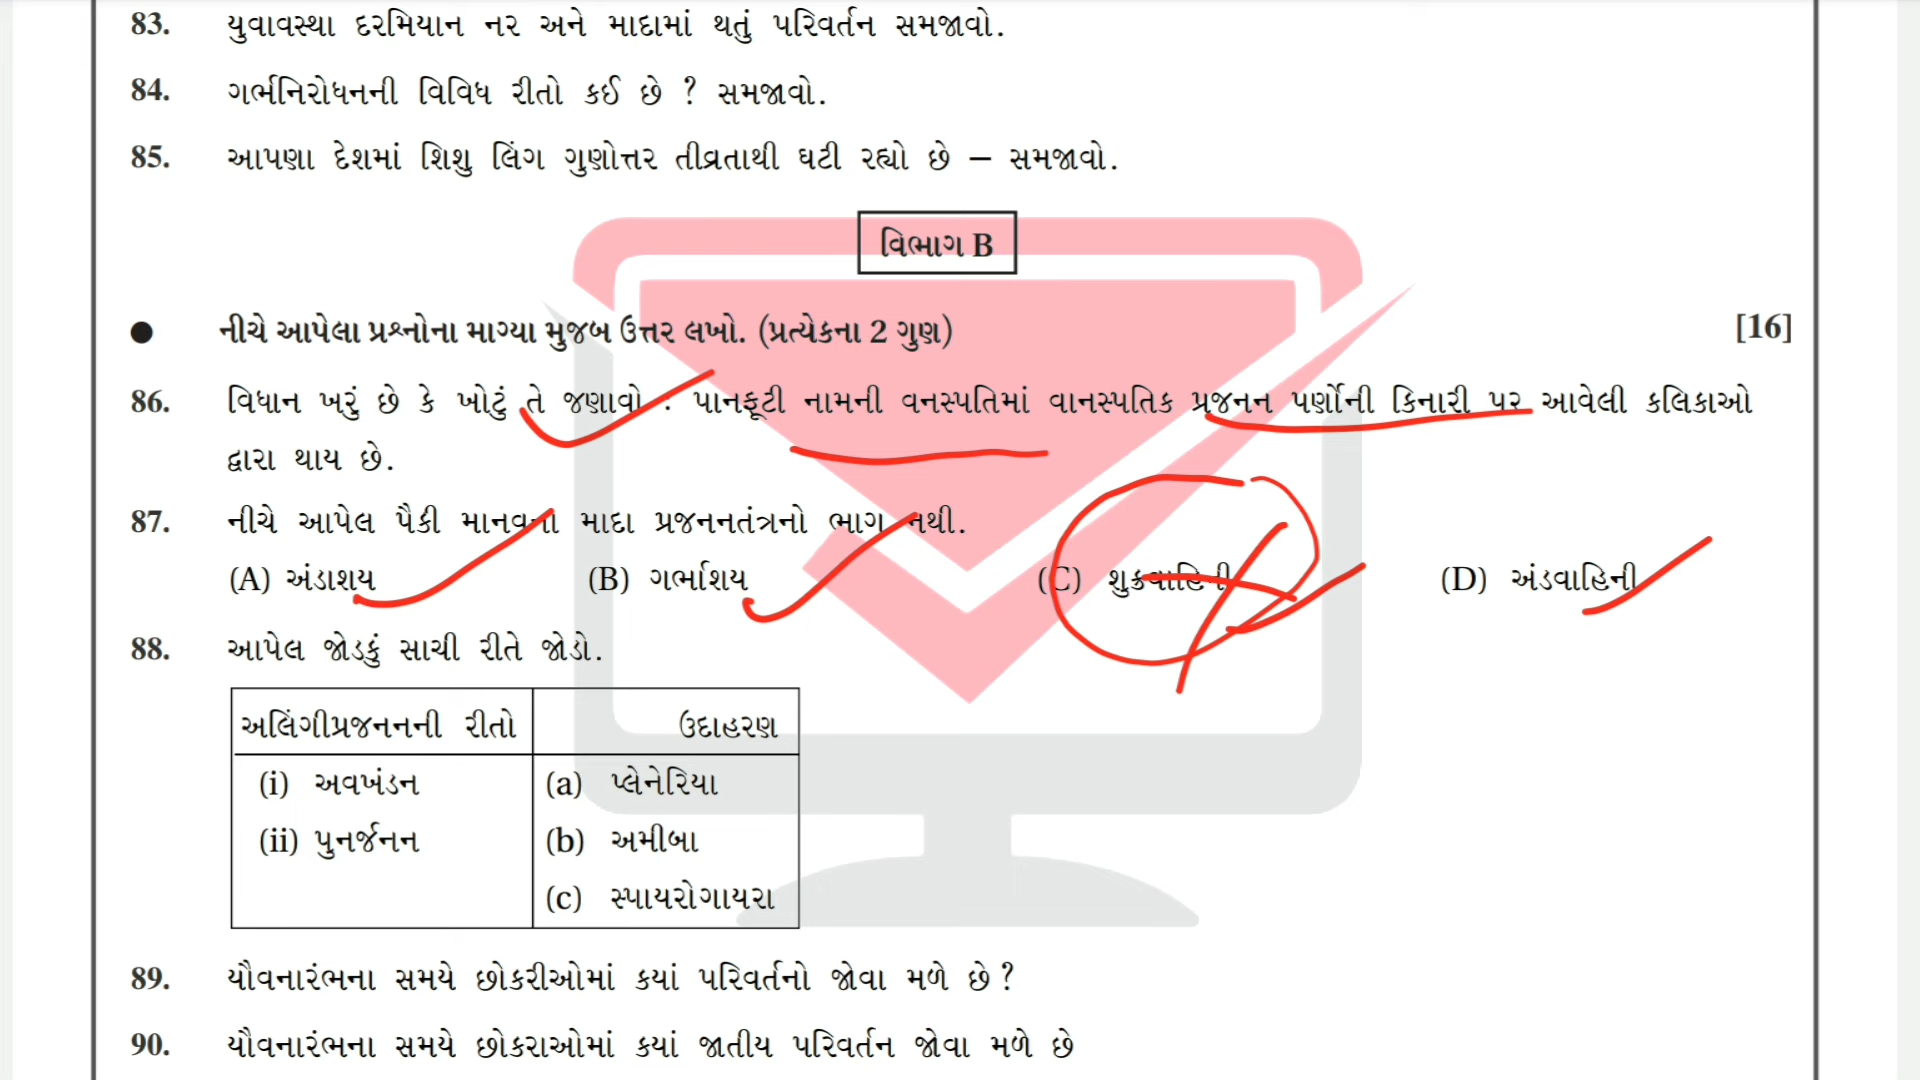 83. યુવાવસ્થા દરમિયાન નર અને માદામાં થતું પરિવર્તન સમજાવો.
84. ગર્ભનિરોધનની વિવિધ રીતો કઈ છે ? સમજાવો.
85. આપણા દેશમાં શિશુ લિંગ ગુણોત્તર તીવ્રતાથી ઘટી રહ્યો છે – સમજાવો.
વિભાગ B
● નીચે આપેલા પ્રશ્નોના માગ્યા મુજબ ઉત્તર લખો. (પ્રત્યેકના 2 ગુણ) [16]
86. વિધાન ખરું છે કે ખોટું તે જણાવો : પાનફૂટી નામની વનસ્પતિમાં વાનસ્પતિક પ્રજનન પર્ણોની કિનારી પર આવેલી કલિકાઓ
દ્વારા થાય છે.
87. નીચે આપેલ પૈકી માનવના માદા પ્રજનનતંત્રનો ભાગ નથી.
(A) અંડાશય (B) ગર્ભાશય (C) શુક્રવાહિની (D) અંડવાહિની
88. આપેલ જોડકું સાચી રીતે જોડો.
અલિંગીપ્રજનનની રીતો ઉદાહરણ
(i) અવખંડન (a) પ્લેનેરિયા
(ii) પુનર્જનન (b) અમીબા
(c) સ્પાયરોગાયરા
89. યૌવનારંભના સમયે છોકરીઓમાં કયાં પરિવર્તનો જોવા મળે છે ?
90. યૌવનારંભના સમયે છોકરાઓમાં કયાં જાતીય પરિવર્તન જોવા મળે છે